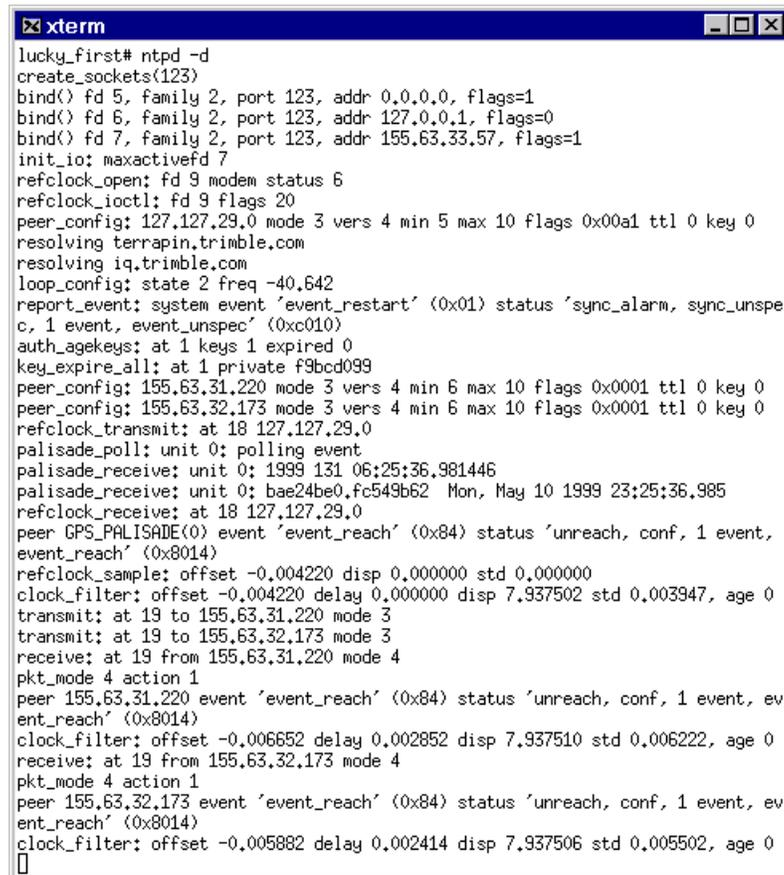 xterm
lucky_first# ntpd -d
create_sockets(123)
bind() fd 5, family 2, port 123, addr 0.0.0.0, flags=1
bind() fd 6, family 2, port 123, addr 127.0.0.1, flags=0
bind() fd 7, family 2, port 123, addr 155.63.33.57, flags=1
init_io: maxactivefd 7
refclock_open: fd 9 modem status 6
refclock_ioctl: fd 9 flags 20
peer_config: 127.127.29.0 mode 3 vers 4 min 5 max 10 flags 0x00a1 ttl 0 key 0
resolving terrapin.trimble.com
resolving iq.trimble.com
loop_config: state 2 freq -40.642
report_event: system event 'event_restart' (0x01) status 'sync_alarm, sync_unspe
c, 1 event, event_unspec' (0xc010)
auth_agekeys: at 1 keys 1 expired 0
key_expire_all: at 1 private f9bcd099
peer_config: 155.63.31.220 mode 3 vers 4 min 6 max 10 flags 0x0001 ttl 0 key 0
peer_config: 155.63.32.173 mode 3 vers 4 min 6 max 10 flags 0x0001 ttl 0 key 0
refclock_transmit: at 18 127.127.29.0
palisade_poll: unit 0: polling event
palisade_receive: unit 0: 1999 131 06:25:36.981446
palisade_receive: unit 0: bae24be0.fc549b62  Mon, May 10 1999 23:25:36.985
refclock_receive: at 18 127.127.29.0
peer GPS_PALISADE(0) event 'event_reach' (0x84) status 'unreach, conf, 1 event,
event_reach' (0x8014)
refclock_sample: offset -0.004220 disp 0.000000 std 0.000000
clock_filter: offset -0.004220 delay 0.000000 disp 7.937502 std 0.003947, age 0
transmit: at 19 to 155.63.31.220 mode 3
transmit: at 19 to 155.63.32.173 mode 3
receive: at 19 from 155.63.31.220 mode 4
pkt_mode 4 action 1
peer 155.63.31.220 event 'event_reach' (0x84) status 'unreach, conf, 1 event, ev
ent_reach' (0x8014)
clock_filter: offset -0.006652 delay 0.002852 disp 7.937510 std 0.006222, age 0
receive: at 19 from 155.63.32.173 mode 4
pkt_mode 4 action 1
peer 155.63.32.173 event 'event_reach' (0x84) status 'unreach, conf, 1 event, ev
ent_reach' (0x8014)
clock_filter: offset -0.005882 delay 0.002414 disp 7.937506 std 0.005502, age 0